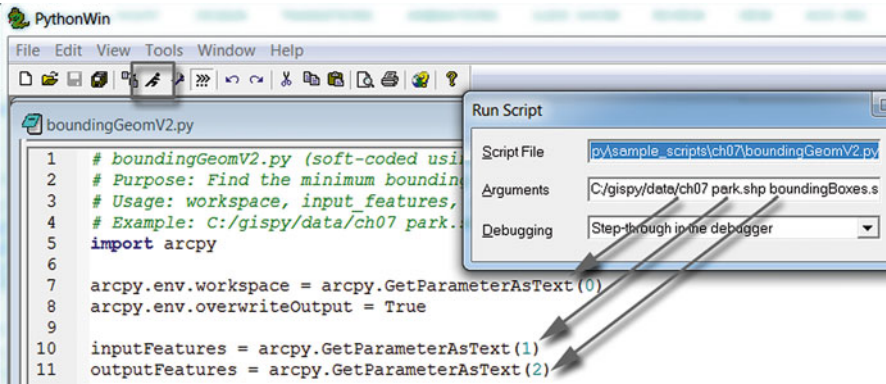 PythonWin
File Edit View Tools Window Help
boundingGeomV2.py
1 # boundingGeomV2.py (soft-coded usi
2 # Purpose: Find the minimum bounding
3 # Usage: workspace, input_features,
4 # Example: C:/gispy/data/ch07 park.s
5 import arcpy
6
7 arcpy.env.workspace = arcpy.GetParameterAsText(0)
8 arcpy.env.overwriteOutput = True
9
10 inputFeatures = arcpy.GetParameterAsText(1)
11 outputFeatures = arcpy.GetParameterAsText(2)
Run Script
Script File py\sample_scripts\ch07\boundingGeomV2.py
Arguments C:/gispy/data/ch07 park.shp boundingBoxes.s
Debugging Step-through in the debugger